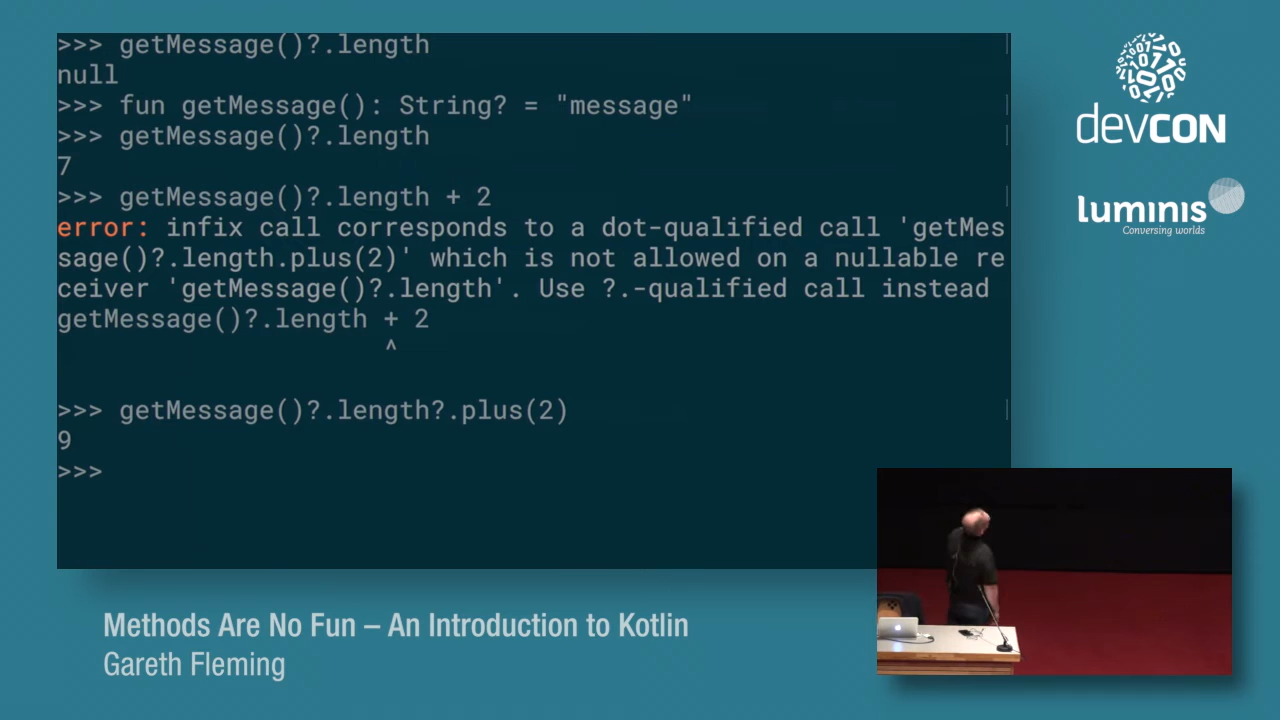 >>> getMessage()?.length
null
>>> fun getMessage(): String? = "message"
>>> getMessage()?.length
7
>>> getMessage()?.length + 2
error: infix call corresponds to a dot-qualified call 'getMes
sage()?.length.plus(2)' which is not allowed on a nullable re
ceiver 'getMessage()?.length'. Use ?.-qualified call instead
getMessage()?.length + 2
^
>>> getMessage()?.length?.plus(2)
9
>>>
devCON
luminis
Conversing worlds
Methods Are No Fun – An Introduction to Kotlin
Gareth Fleming